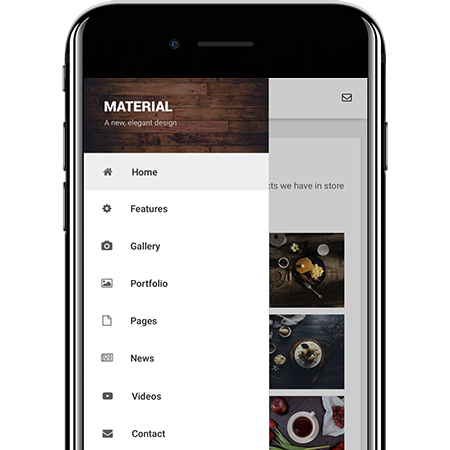 MATERIAL
A new, elegant design
Home
cts we have in store
Features
Gallery
Portfolio
Pages
News
Videos
Contact